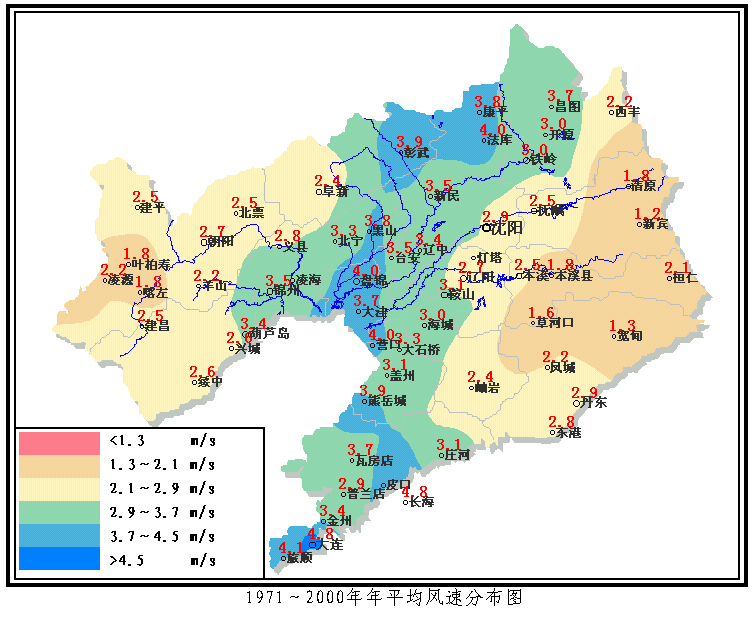 3.7
昌图
2.2
西丰
3.8
康平
4.0
法库
3.0
开原
3.9
彭武
3.0
铁岭
1.8
清原
2.4
阜新
3.5
新民
2.5
建平
2.5
北票
2.5
抚顺
1.2
新宾
2.9
沈阳
2.7
朝阳
2.8
义县
3.3
北宁
3.8
黑山
3.5
台安
3.4
辽中
灯塔
1.8
叶柏寿
2.2
凌源
1.8
喀左
2.2
羊山
3.5
锦州
凌海
4.0
盘锦
2.7
辽阳
2.5
本溪
1.8
本溪县
2.1
桓仁
3.1
鞍山
3.7
大洼
2.5
建昌
3.4
葫芦岛
2.0
兴城
3.0
海城
1.6
草河口
1.3
宽甸
4.0
营口
3.3
大石桥
2.6
绥中
3.1
盖州
2.4
岫岩
2.2
凤城
3.9
熊岳城
2.9
丹东
2.8
东港
3.7
瓦房店
3.1
庄河
2.9
普兰店
皮口
4.8
长海
3.4
金州
4.8
大连
4.1
旅顺
<1.3 m/s
1.3~2.1 m/s
2.1~2.9 m/s
2.9~3.7 m/s
3.7~4.5 m/s
>4.5 m/s
1971~2000年年平均风速分布图